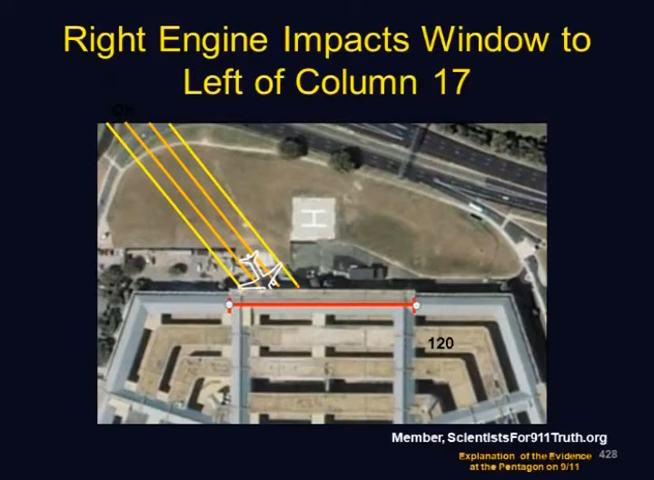 Right Engine Impacts Window to
Left of Column 17
H
120
Member, ScientistsFor911Truth.org
Explanation of the Evidence 428
at the Pentagon on 9/11